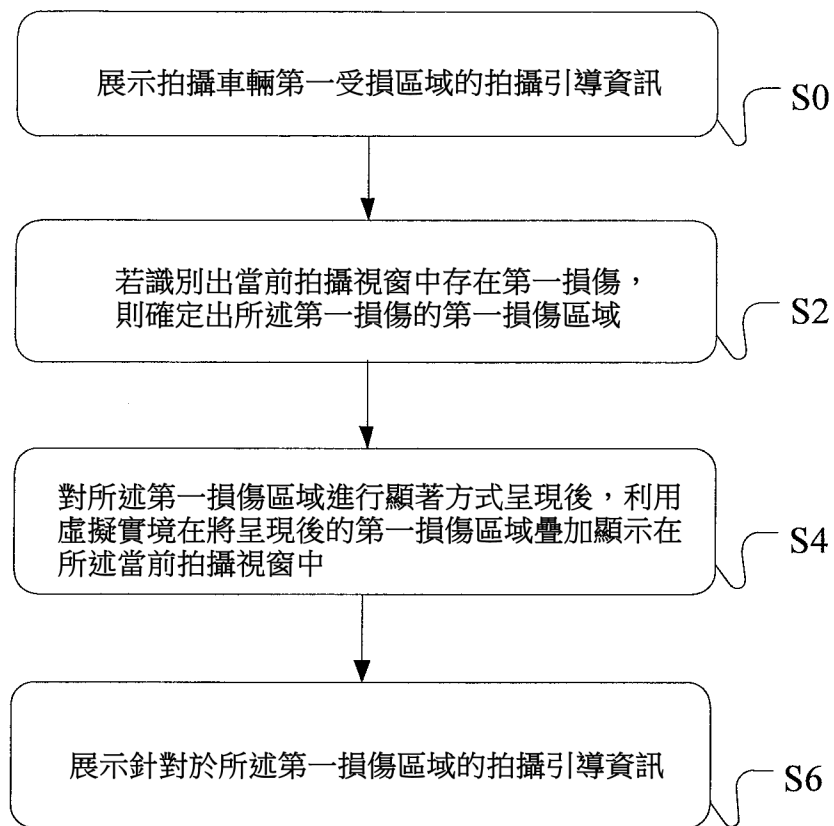 展示拍攝車輛第一受損區域的拍攝引導資訊
S0
若識別出當前拍攝視窗中存在第一損傷，
則確定出所述第一損傷的第一損傷區域
S2
對所述第一損傷區域進行顯著方式呈現後，利用
虛擬實境在將呈現後的第一損傷區域疊加顯示在
所述當前拍攝視窗中
S4
展示針對於所述第一損傷區域的拍攝引導資訊
S6